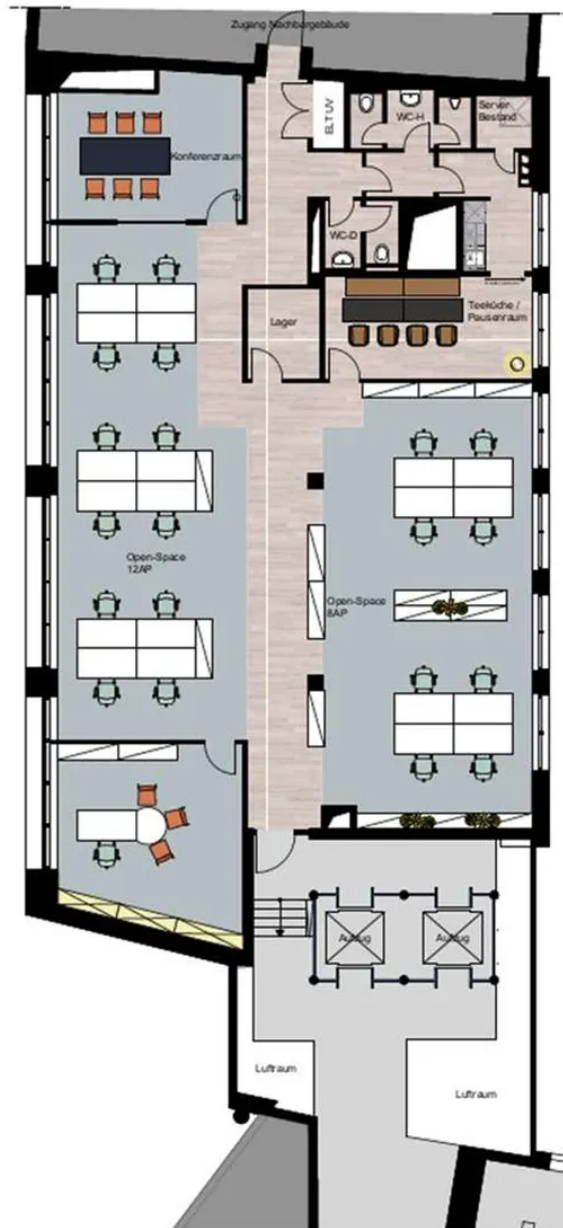 Zugang Nachbargebäude
ELT UV
WC-H
Server
Bestand
Konferenzraum
WC-D
Teeküche /
Pausenraum
Lager
Open-Space
12AP
Open-Space
8AP
Aufzug
Aufzug
Luftraum
Luftraum